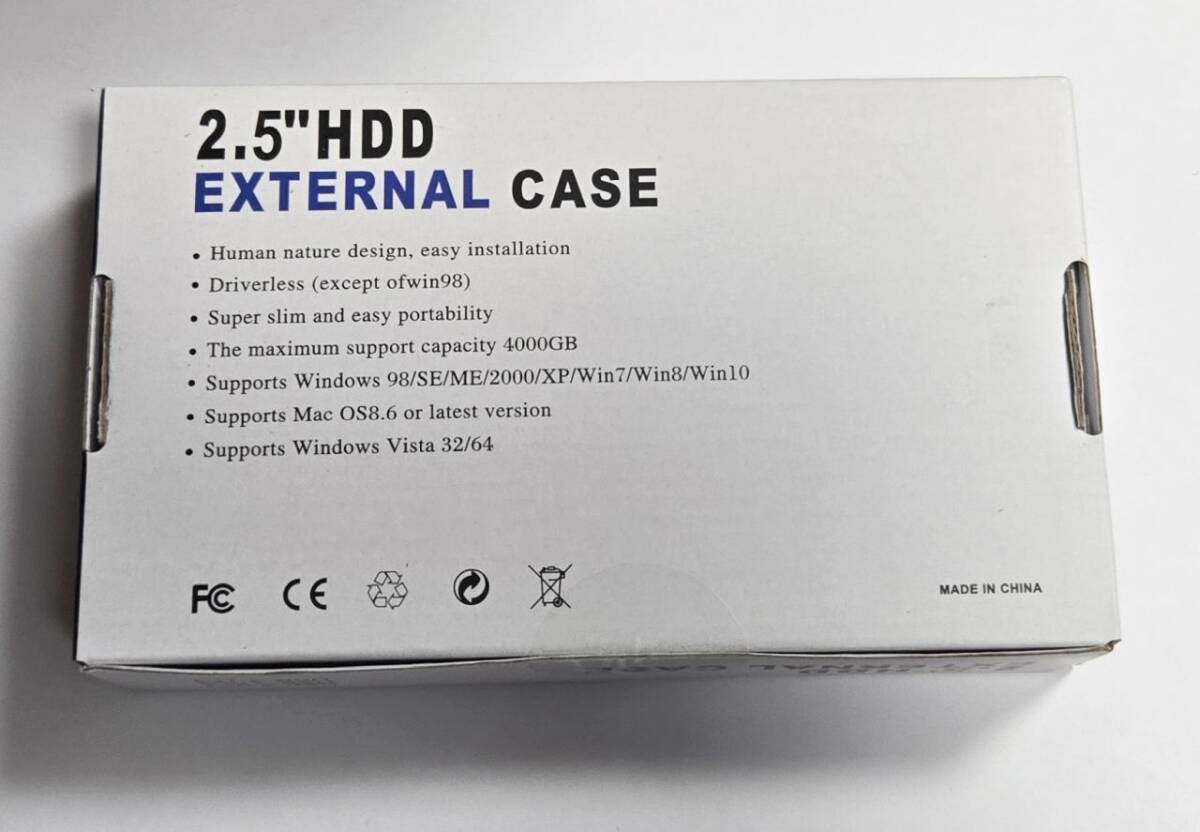 2.5"HDD
EXTERNAL CASE
• Human nature design, easy installation
• Driverless (except ofwin98)
• Super slim and easy portability
• The maximum support capacity 4000GB
• Supports Windows 98/SE/ME/2000/XP/Win7/Win8/Win10
• Supports Mac OS8.6 or latest version
• Supports Windows Vista 32/64
FC CE
MADE IN CHINA
EXTERNAL CASE